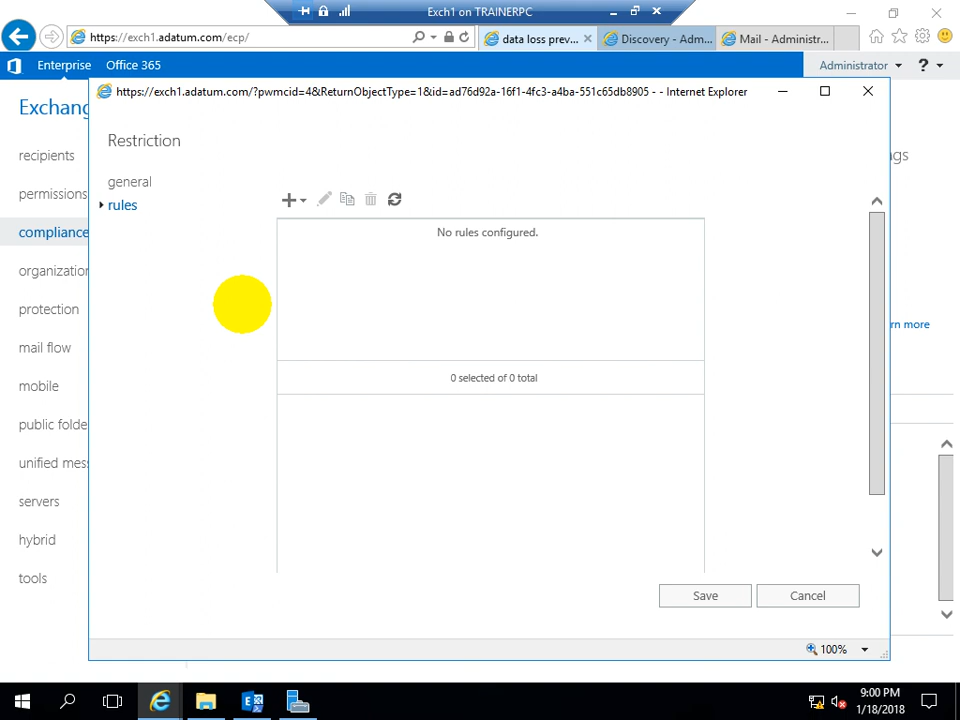 Exch1 on TRAINERPC
https://exch1.adatum.com/ecp/
data loss prev...
Discovery - Adm...
Mail - Administr...
Enterprise
Office 365
Administrator
?
Exchang
https://exch1.adatum.com/?pwmcid=4&ReturnObjectType=1&id=ad76d92a-16f1-4fc3-a4ba-551c65db8905 - - Internet Explorer
Restriction
general
rules
No rules configured.
0 selected of 0 total
Save
Cancel
100%
recipients
permissions
compliance
organization
protection
mail flow
mobile
public folde
unified mess
servers
hybrid
tools
gs
rn more
9:00 PM
1/18/2018